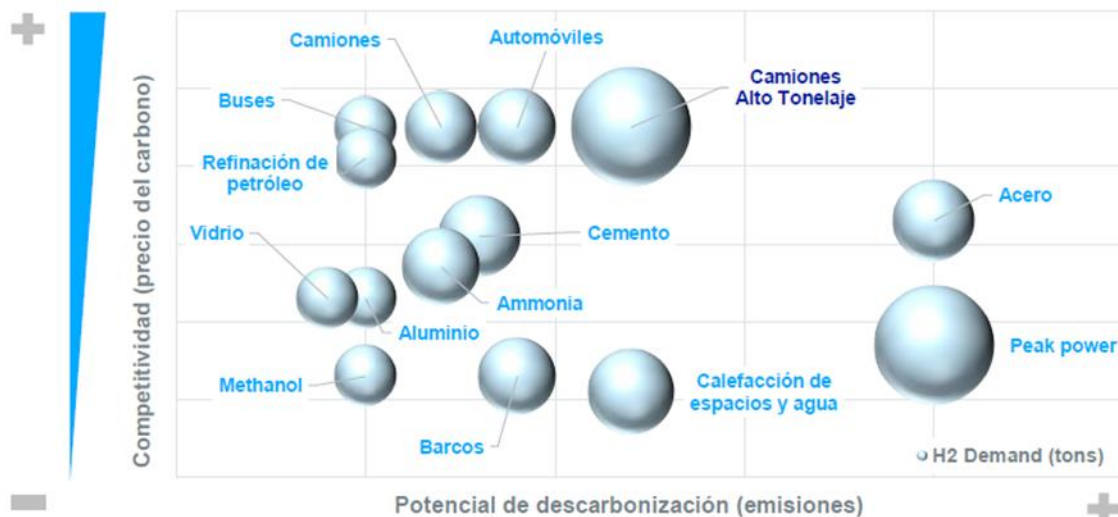 Camiones
Automóviles
Camiones
Alto Tonelaje
Buses
Refinación de
petróleo
Acero
Vidrio
Cemento
Ammonia
Aluminio
Peak power
Methanol
Calefacción de
espacios y agua
Barcos
H2 Demand (tons)
Competitividad (precio del carbono)
Potencial de descarbonización (emisiones)